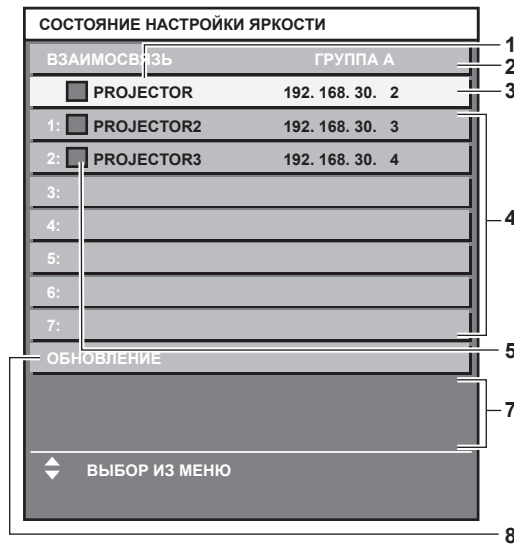 СОСТОЯНИЕ НАСТРОЙКИ ЯРКОСТИ
1
ВЗАИМОСВЯЗЬ ГРУППА A
2
PROJECTOR 192. 168. 30. 2
3
1: PROJECTOR2 192. 168. 30. 3
2: PROJECTOR3 192. 168. 30. 4
3:
4
4:
5:
6:
7:
5
ОБНОВЛЕНИЕ
7
ВЫБОР ИЗ МЕНЮ
8